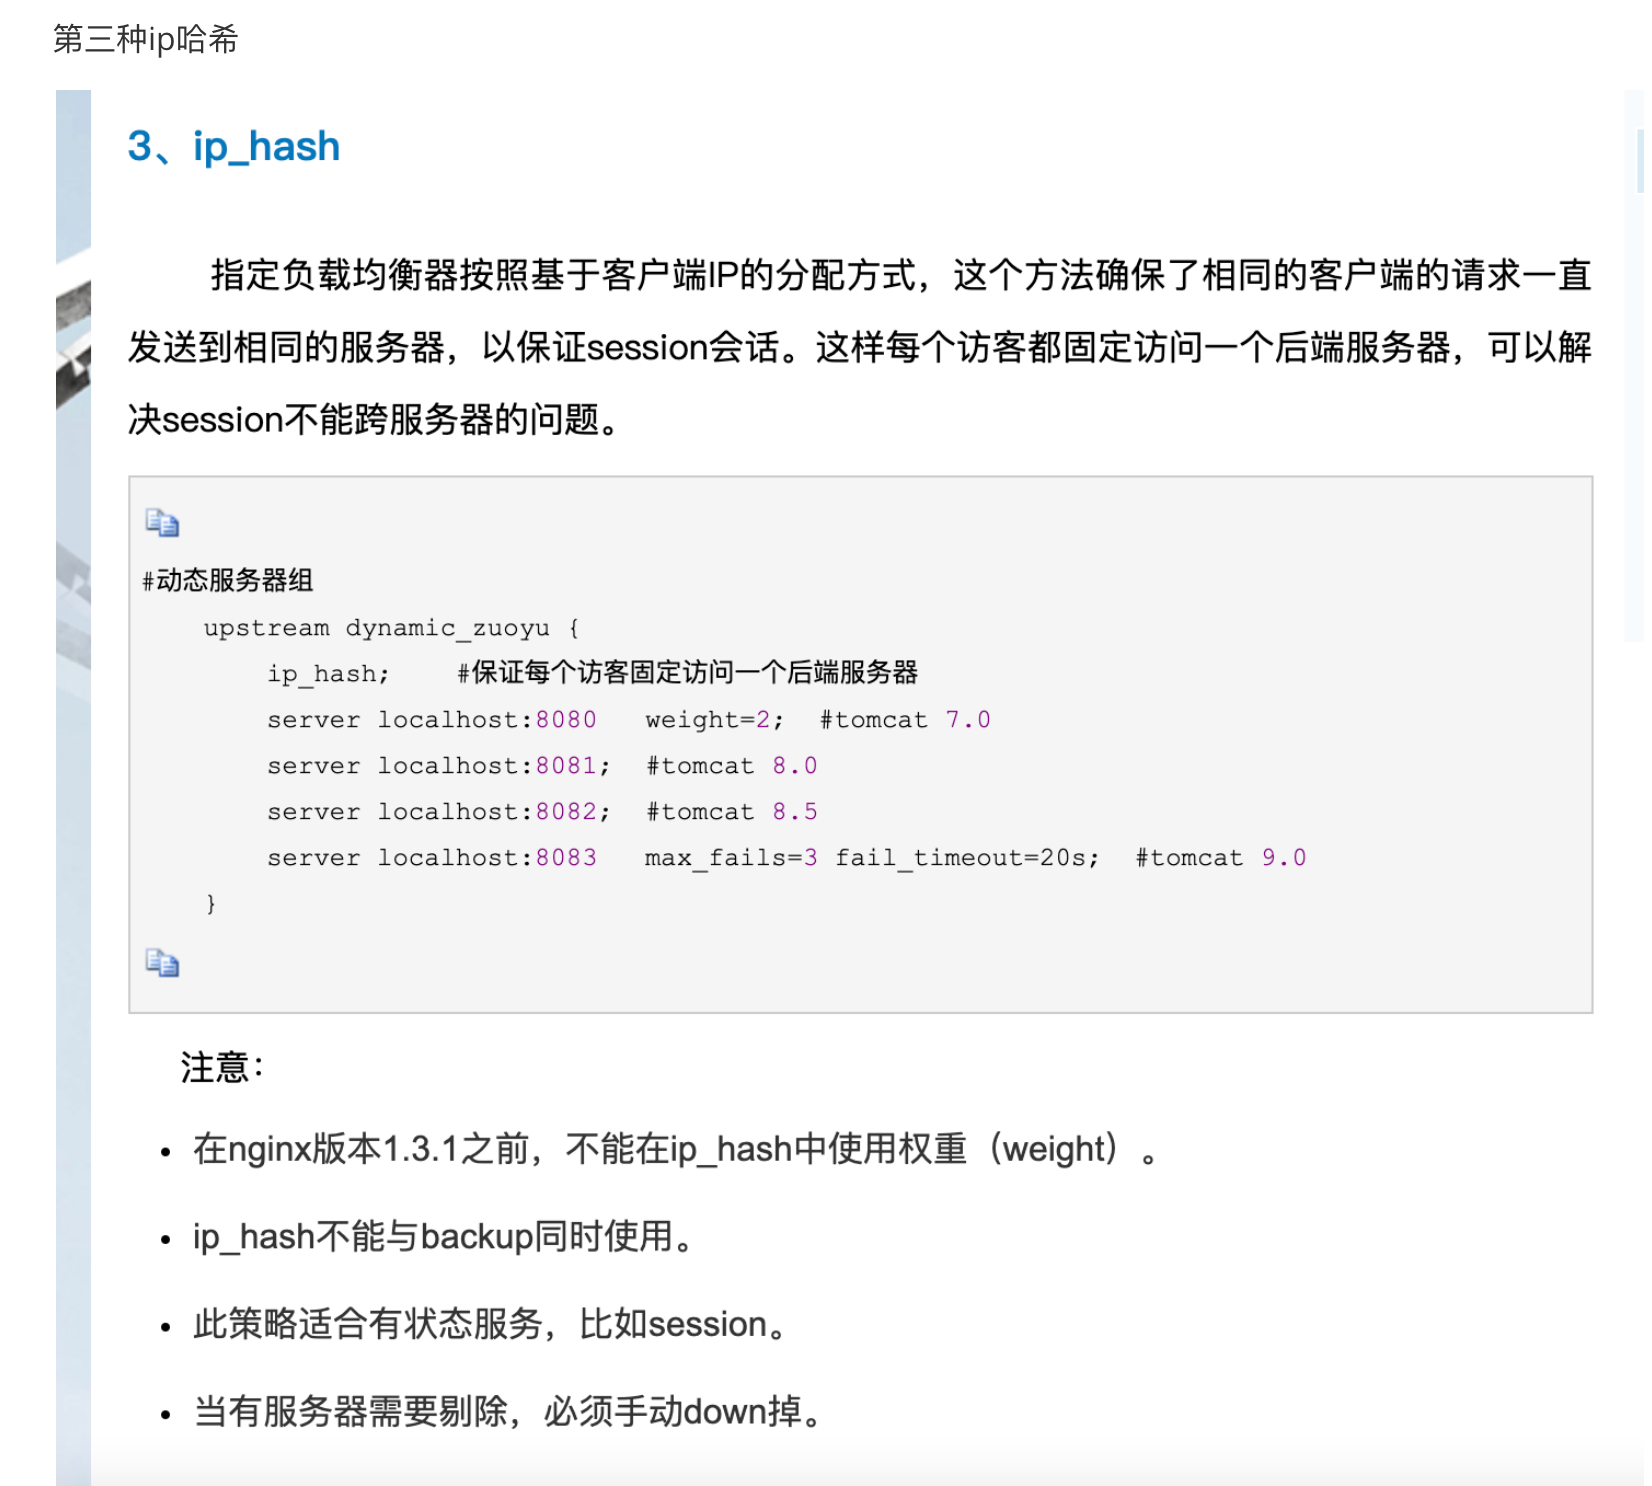 第三种ip哈希
3、ip_hash
指定负载均衡器按照基于客户端IP的分配方式，这个方法确保了相同的客户端的请求一直
发送到相同的服务器，以保证session会话。这样每个访客都固定访问一个后端服务器，可以解
决session不能跨服务器的问题。
#动态服务器组
    upstream dynamic_zuoyu {
        ip_hash;    #保证每个访客固定访问一个后端服务器
        server localhost:8080   weight=2;  #tomcat 7.0
        server localhost:8081;  #tomcat 8.0
        server localhost:8082;  #tomcat 8.5
        server localhost:8083   max_fails=3 fail_timeout=20s;  #tomcat 9.0
    }
注意：
• 在nginx版本1.3.1之前，不能在ip_hash中使用权重（weight）。
• ip_hash不能与backup同时使用。
• 此策略适合有状态服务，比如session。
• 当有服务器需要剔除，必须手动down掉。